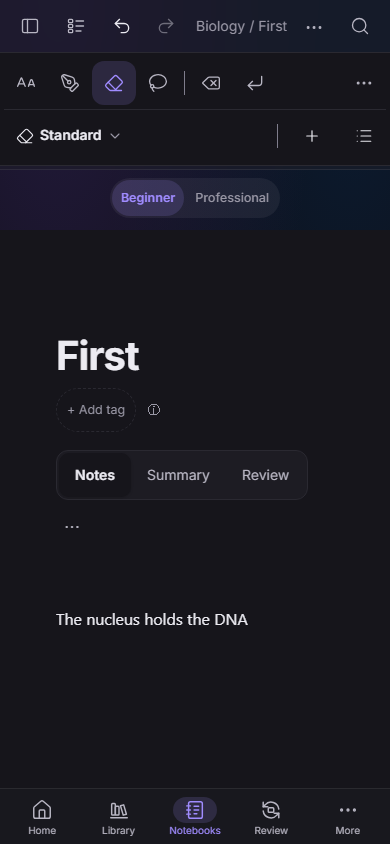 Biology / First
AA
Standard
Beginner Professional
First
+ Add tag
Notes Summary Review
The nucleus holds the DNA
Home Library Notebooks Review More